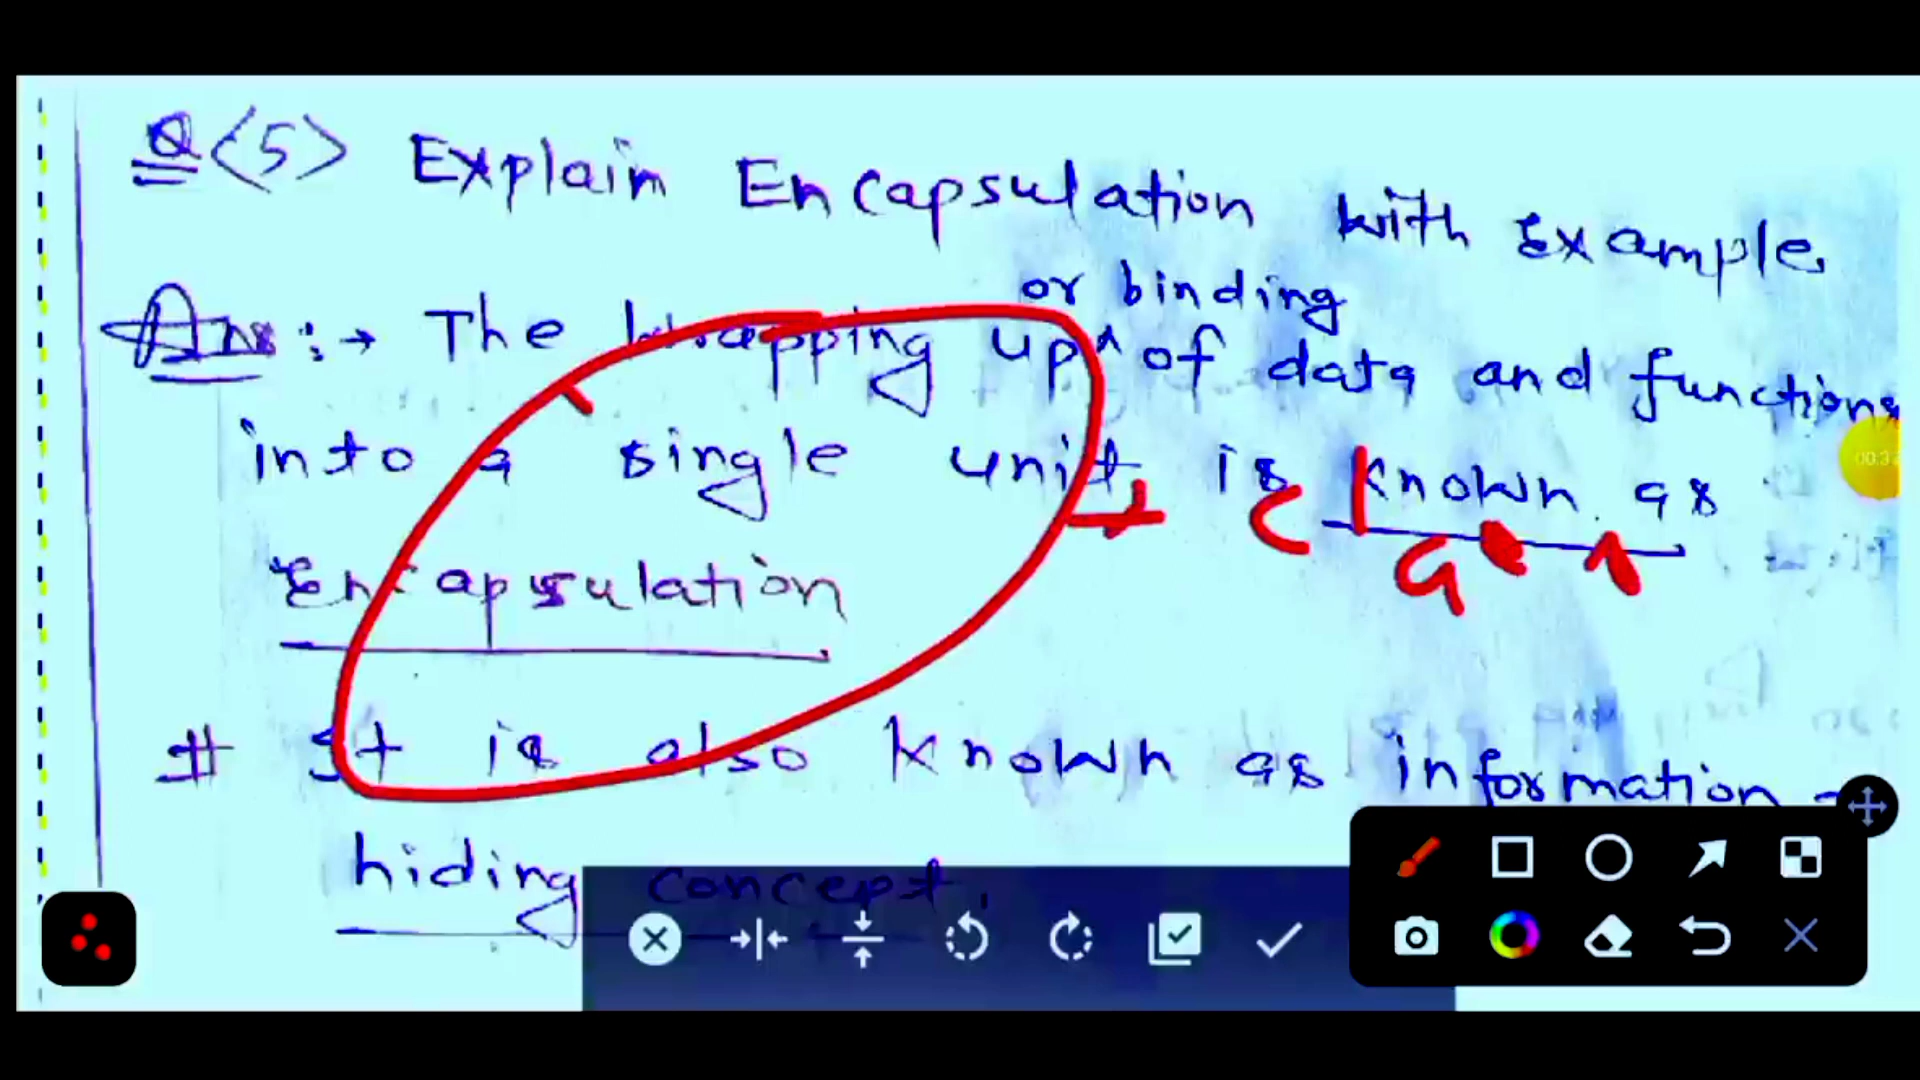 Q<5> Explain Encapsulation with Example.
or binding
Ans:→ The Wrapping up^ of data and functions
into a single unit is known as
Encapsulation
# It is also known as information -
hiding concept.